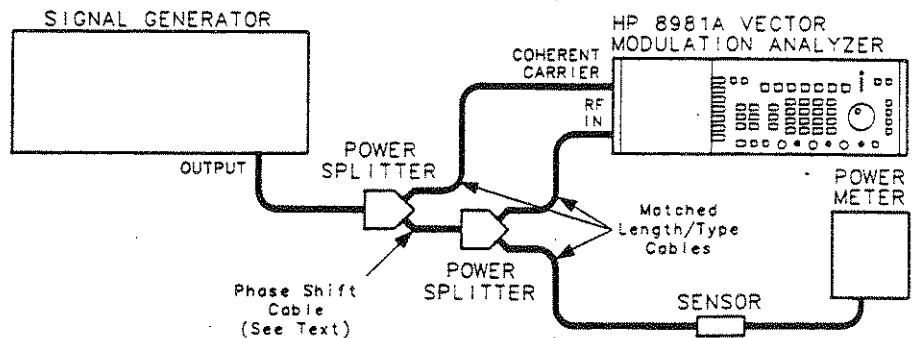 SIGNAL GENERATOR
HP 8981A VECTOR
MODULATION ANALYZER
COHERENT
CARRIER
RF
IN
OUTPUT
POWER
SPLITTER
POWER
METER
Matched
Length/Type
Cables
POWER
SPLITTER
Phase Shift
Cable
(See Text)
SENSOR